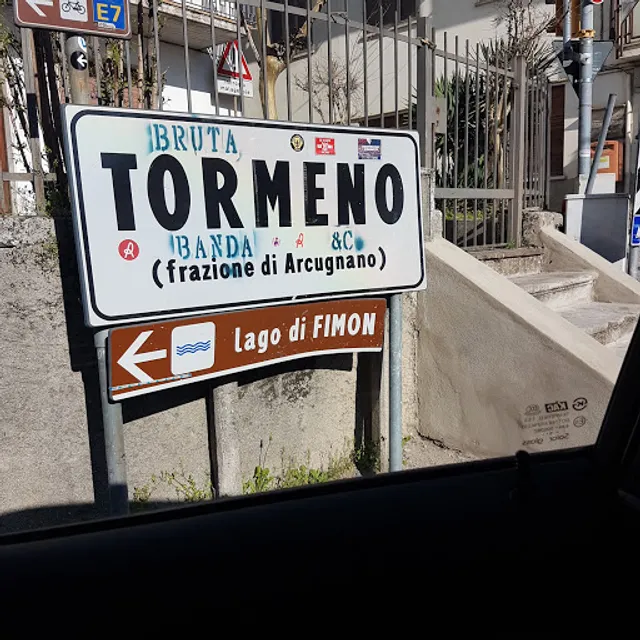 E7
BRUTA
TORMENO
BANDA &C
(frazione di Arcugnano)
lago di FIMON